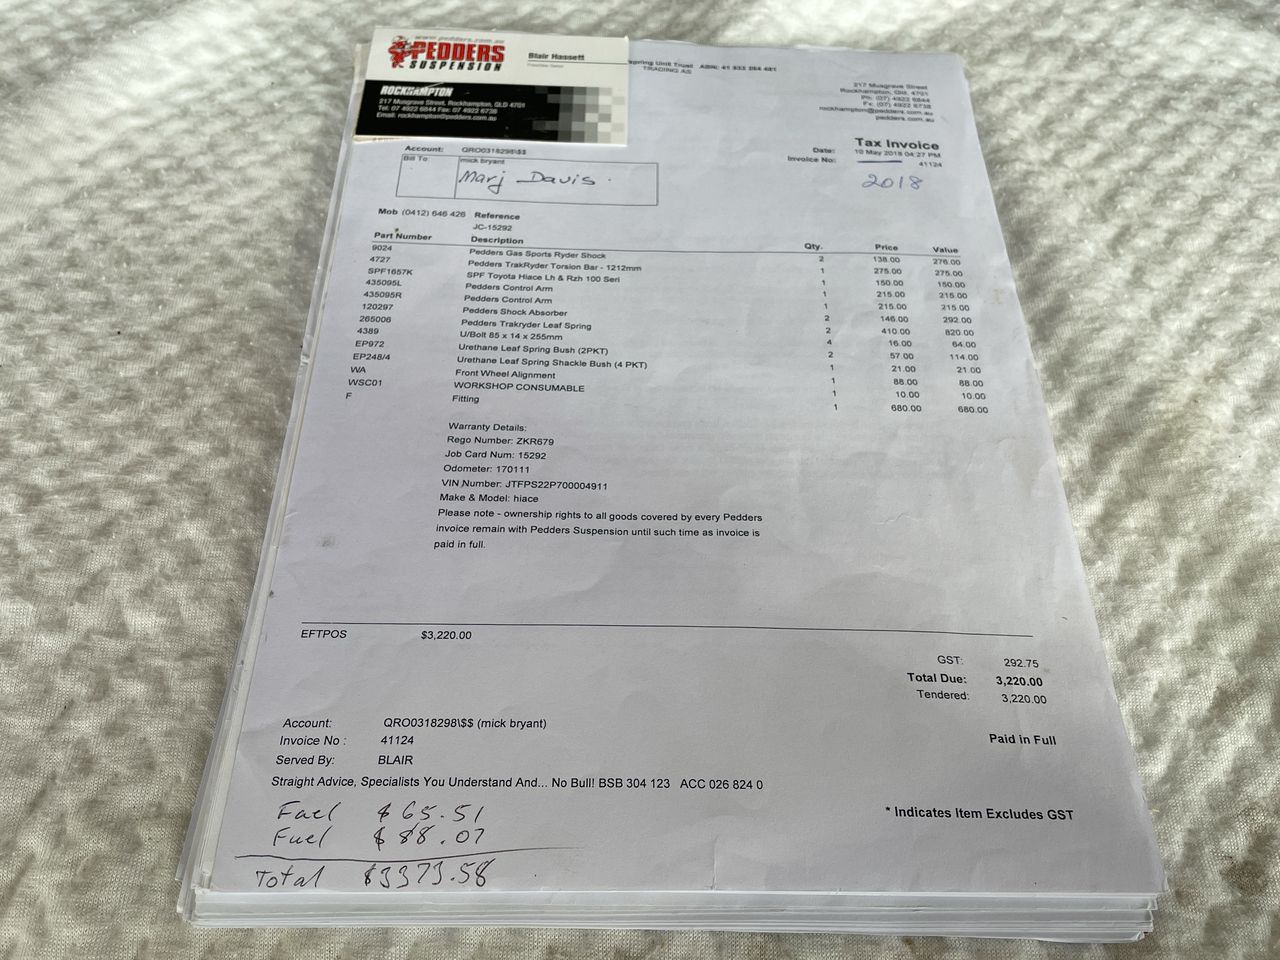 www.pedders.com.au
PEDDERS
SUSPENSION
Blair Hassett
ROCKHAMPTON
217 Musgrave Street, Rockhampton, QLD 4701
Tel: 07 4922 6844 Fax: 07 4922 6738
Email: rockhampton@pedders.com.au
spring Unit Trust ABN:
TRADING AS
217 Musgrave Street
Rockhampton, Qld. 4701
Ph: (07) 4922 6844
Fx: (07) 4922 6738
rockhampton@pedders.com.au
pedders.com.au
Tax Invoice
Date: 10 May 2018 04:27 PM
Invoice No: 41124
2018
Account: QRO0318298\$$
Bill To: mick bryant
Marj Davis.
Mob (0412) 646 426 Reference
JC-15292
Part Number Description Qty. Price Value
9024 Pedders Gas Sports Ryder Shock 2 138.00 276.00
4727 Pedders TrakRyder Torsion Bar - 1212mm 1 275.00 275.00
SPF1657K SPF Toyota Hiace Lh & Rzh 100 Seri 1 150.00 150.00
435095L Pedders Control Arm 1 215.00 215.00
435095R Pedders Control Arm 1 215.00 215.00
120297 Pedders Shock Absorber 2 146.00 292.00
265006 Pedders Trakryder Leaf Spring 2 410.00 820.00
4389 U/Bolt 85 x 14 x 255mm 4 16.00 64.00
EP972 Urethane Leaf Spring Bush (2PKT) 2 57.00 114.00
EP248/4 Urethane Leaf Spring Shackle Bush (4 PKT) 1 21.00 21.00
WA Front Wheel Alignment 1 88.00 88.00
WSC01 WORKSHOP CONSUMABLE 1 10.00 10.00
F Fitting 1 680.00 680.00
Warranty Details:
Rego Number: ZKR679
Job Card Num: 15292
Odometer: 170111
VIN Number: JTFPS22P700004911
Make & Model: hiace
Please note - ownership rights to all goods covered by every Pedders
invoice remain with Pedders Suspension until such time as invoice is
paid in full.
EFTPOS $3,220.00
GST: 292.75
Total Due: 3,220.00
Tendered: 3,220.00
Account: QRO0318298\$$ (mick bryant)
Invoice No : 41124
Paid in Full
Served By: BLAIR
Straight Advice, Specialists You Understand And... No Bull! BSB 304 123 ACC 026 824 0
* Indicates Item Excludes GST
Fuel $65.51
Fuel $88.07
Total $3373.58